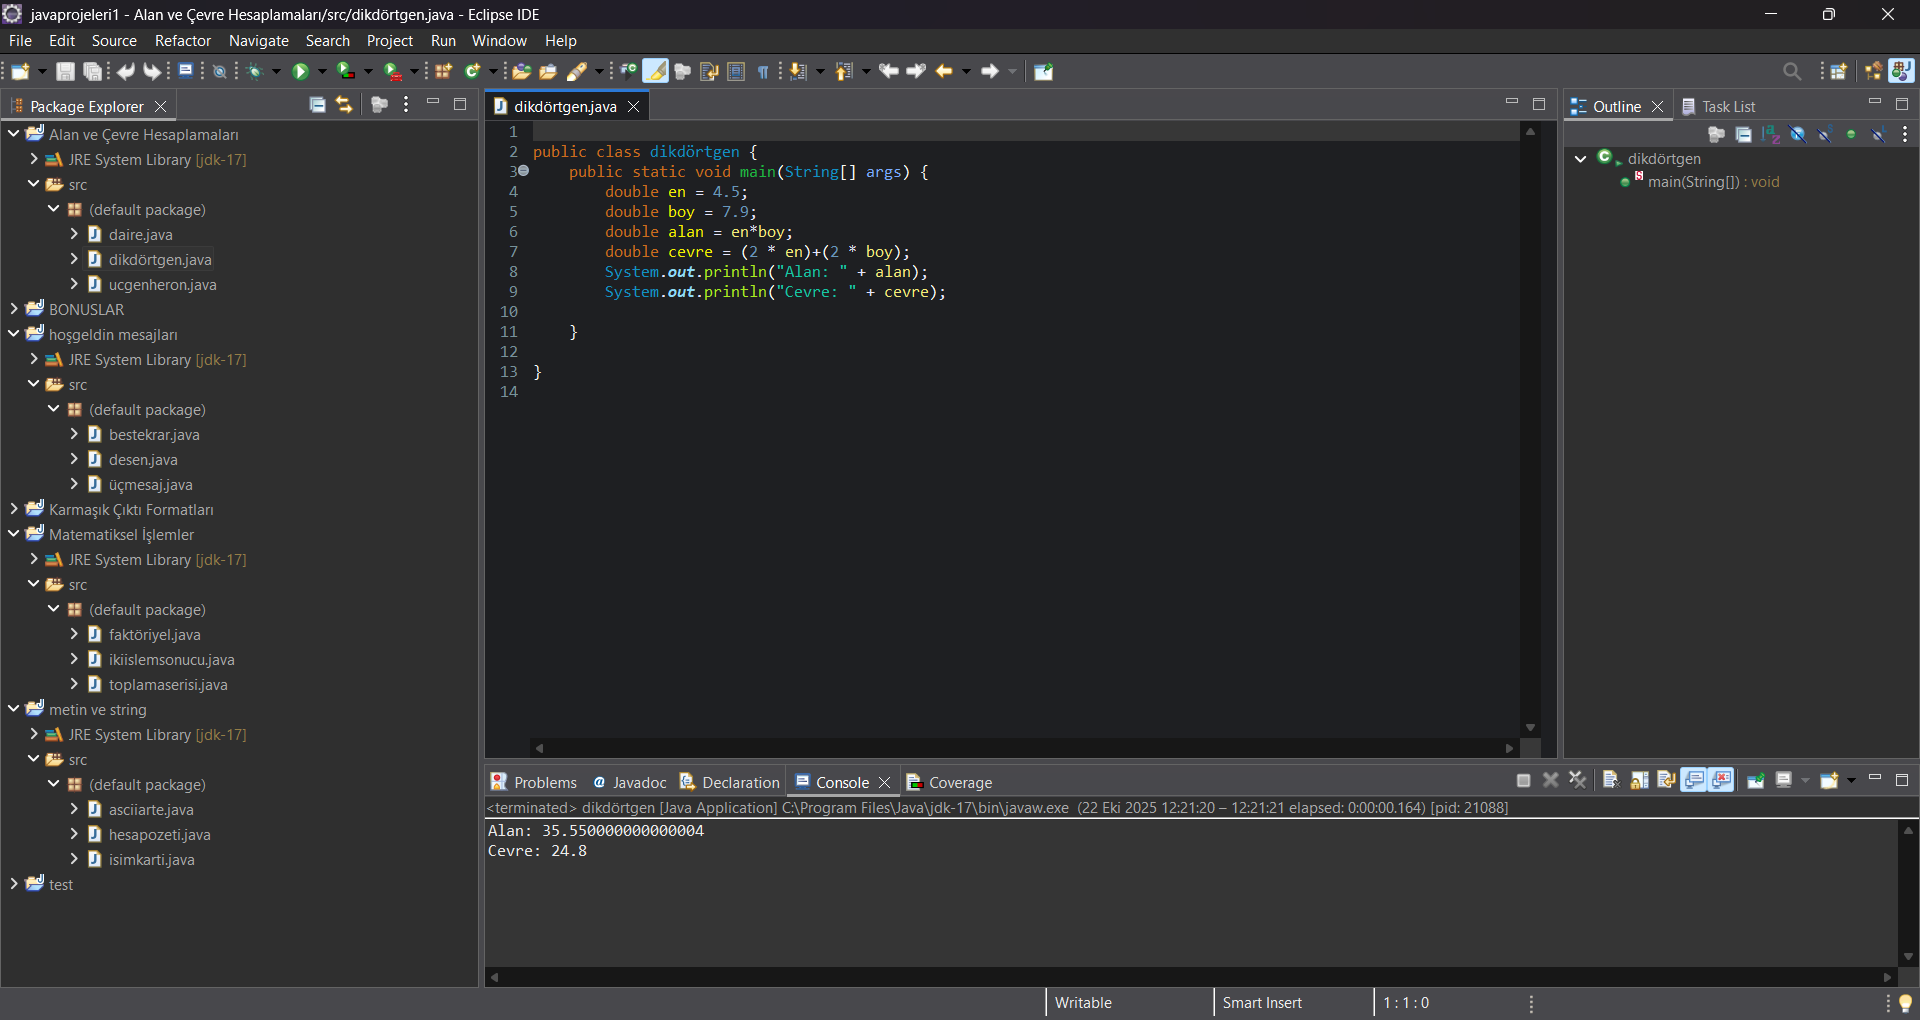 javaprojeleri1 - Alan ve Çevre Hesaplamaları/src/dikdörtgen.java - Eclipse IDE
File Edit Source Refactor Navigate Search Project Run Window Help
Package Explorer
Alan ve Çevre Hesaplamaları
JRE System Library [jdk-17]
src
(default package)
daire.java
dikdörtgen.java
ucgenheron.java
BONUSLAR
hoşgeldin mesajları
JRE System Library [jdk-17]
src
(default package)
bestekrar.java
desen.java
üçmesaj.java
Karmaşık Çıktı Formatları
Matematiksel İşlemler
JRE System Library [jdk-17]
src
(default package)
faktöriyel.java
ikiislemsonucu.java
toplamaserisi.java
metin ve string
JRE System Library [jdk-17]
src
(default package)
asciiarte.java
hesapozeti.java
isimkarti.java
test
dikdörtgen.java
1
2 public class dikdörtgen {
3 public static void main(String[] args) {
4 double en = 4.5;
5 double boy = 7.9;
6 double alan = en*boy;
7 double cevre = (2 * en)+(2 * boy);
8 System.out.println("Alan: " + alan);
9 System.out.println("Cevre: " + cevre);
10
11 }
12
13 }
14
Outline Task List
dikdörtgen
main(String[]) : void
Problems Javadoc Declaration Console Coverage
<terminated> dikdörtgen [Java Application] C:\Program Files\Java\jdk-17\bin\javaw.exe (22 Eki 2025 12:21:20 – 12:21:21 elapsed: 0:00:00.164) [pid: 21088]
Alan: 35.550000000000004
Cevre: 24.8
Writable Smart Insert 1 : 1 : 0